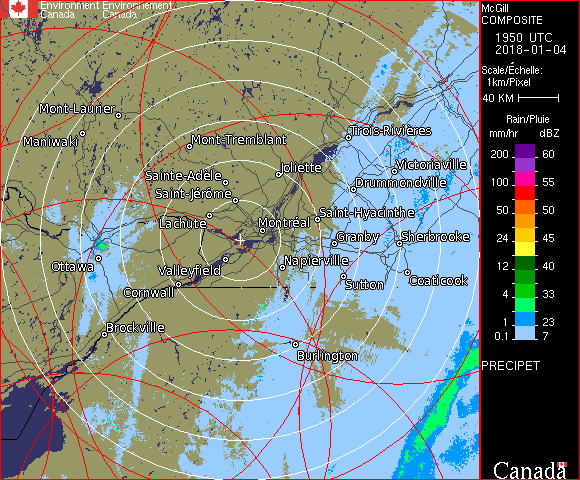 Environment Environnement
Canada Canada
McGill
COMPOSITE
1950 UTC
2018-01-04
Scale/Échelle:
1km/Pixel
40 KM
Rain/Pluie
mm/hr dBZ
200 60
100 55
50 50
24 45
12 40
4 33
1 23
0.1 7
PRECIPET
Canada
Mont-Laurier
Maniwaki
Mont-Tremblant
Trois-Rivières
Sainte-Adèle
Joliette
Victoriaville
Saint-Jérôme
Drummondville
Lachute
Montréal
Saint-Hyacinthe
Granby
Sherbrooke
Ottawa
Valleyfield
Napierville
Cornwall
Sutton
Coaticook
Brockville
Burlington